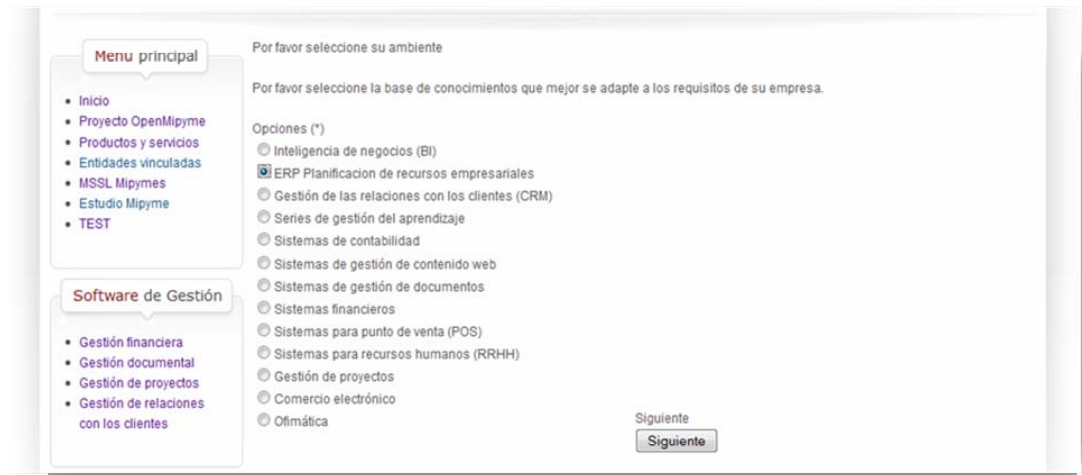 Menu principal
Inicio
Proyecto OpenMipyme
Productos y servicios
Entidades vinculadas
MSSL Mipymes
Estudio Mipyme
TEST
Software de Gestión
Gestión financiera
Gestión documental
Gestión de proyectos
Gestión de relaciones
con los clientes
Por favor seleccione su ambiente
Por favor seleccione la base de conocimientos que mejor se adapte a los requisitos de su empresa.
Opciones (*)
Inteligencia de negocios (BI)
ERP Planificacion de recursos empresariales
Gestión de las relaciones con los clientes (CRM)
Series de gestión del aprendizaje
Sistemas de contabilidad
Sistemas de gestión de contenido web
Sistemas de gestión de documentos
Sistemas financieros
Sistemas para punto de venta (POS)
Sistemas para recursos humanos (RRHH)
Gestión de proyectos
Comercio electrónico
Ofimática
Siguiente
Siguiente